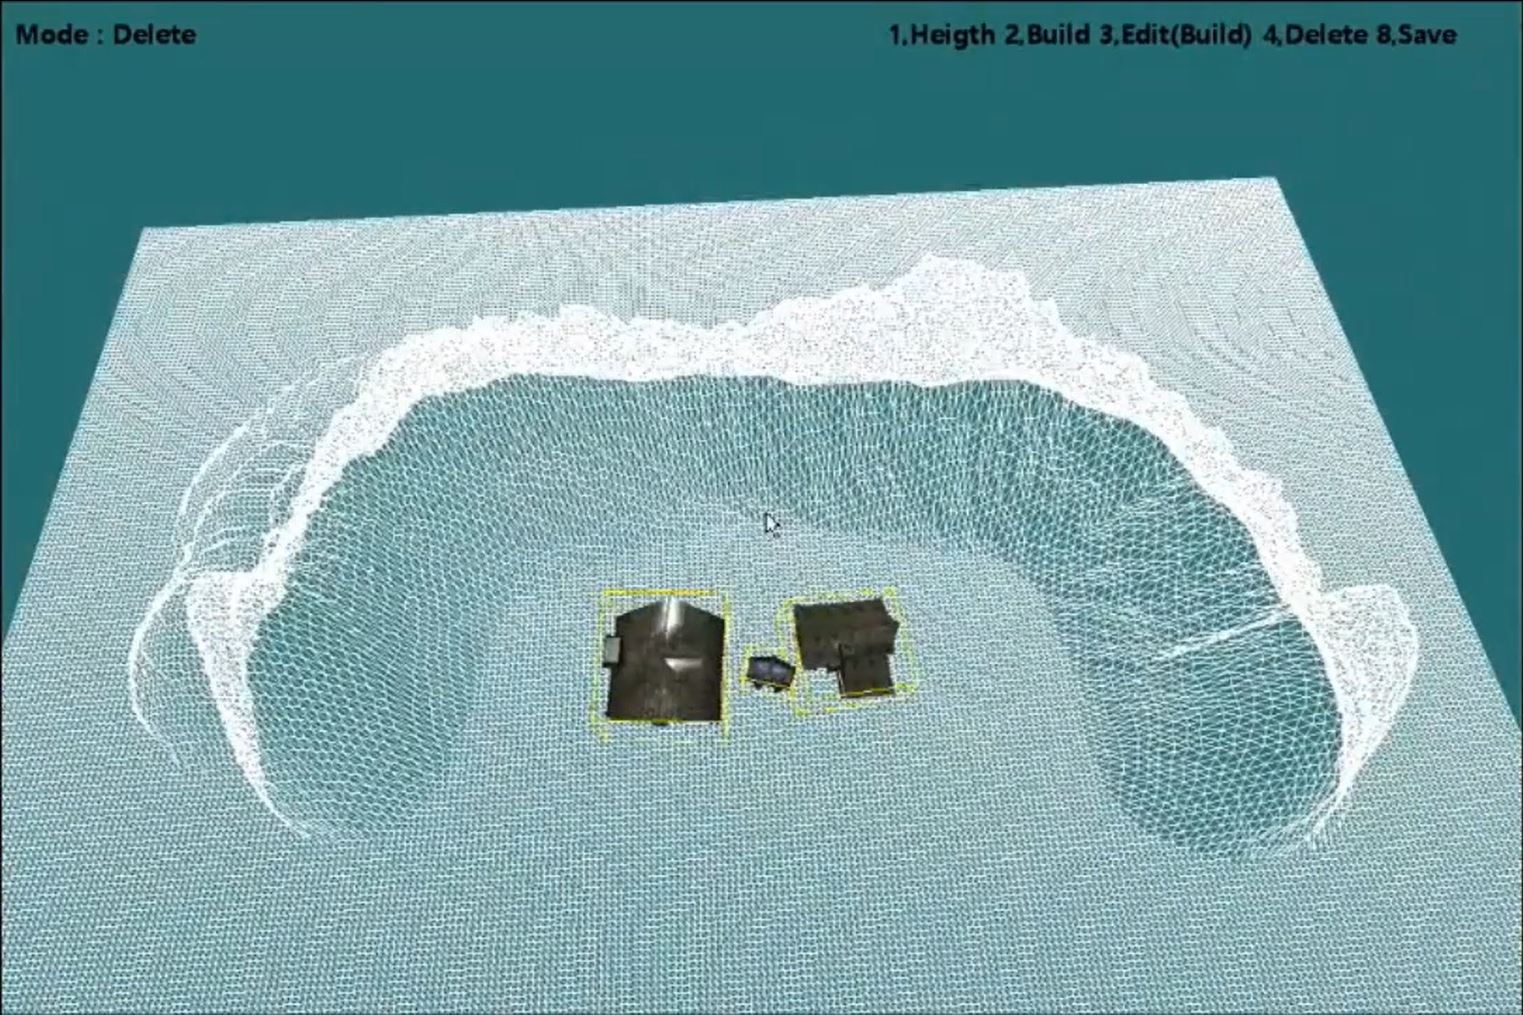 Mode : Delete
1,Heigth 2,Build 3,Edit(Build) 4,Delete 8,Save